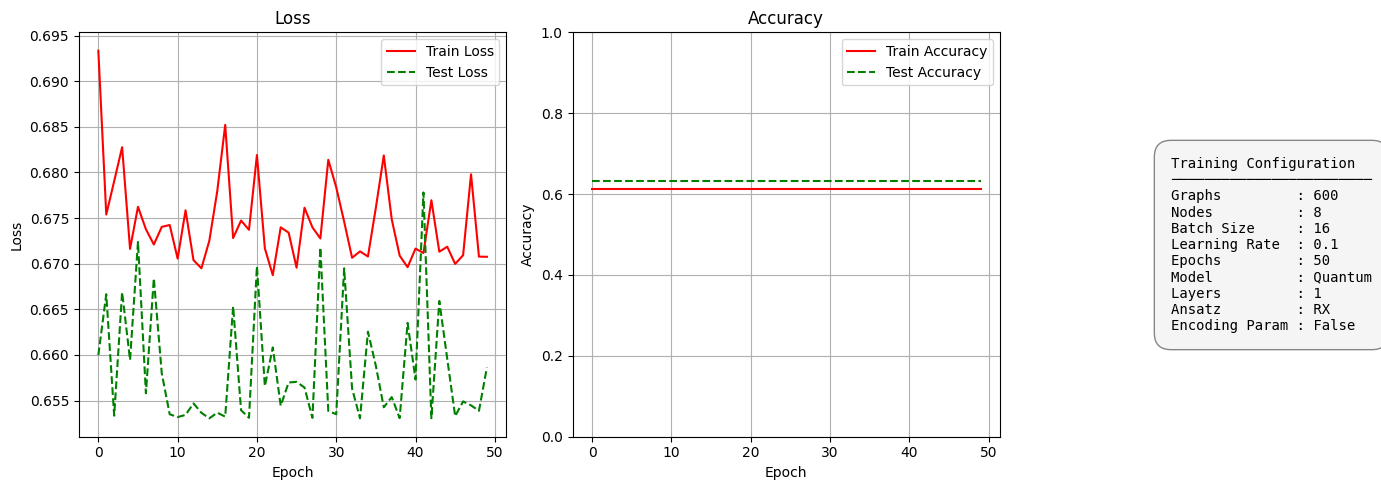 Loss
0.695
0.690
0.685
0.680
0.675
0.670
0.665
0.660
0.655
Loss
0 10 20 30 40 50
Epoch
Train Loss
Test Loss
Accuracy
1.0
0.8
0.6
0.4
0.2
0.0
Accuracy
0 10 20 30 40 50
Epoch
Train Accuracy
Test Accuracy
Training Configuration
Graphs : 600
Nodes : 8
Batch Size : 16
Learning Rate : 0.1
Epochs : 50
Model : Quantum
Layers : 1
Ansatz : RX
Encoding Param : False